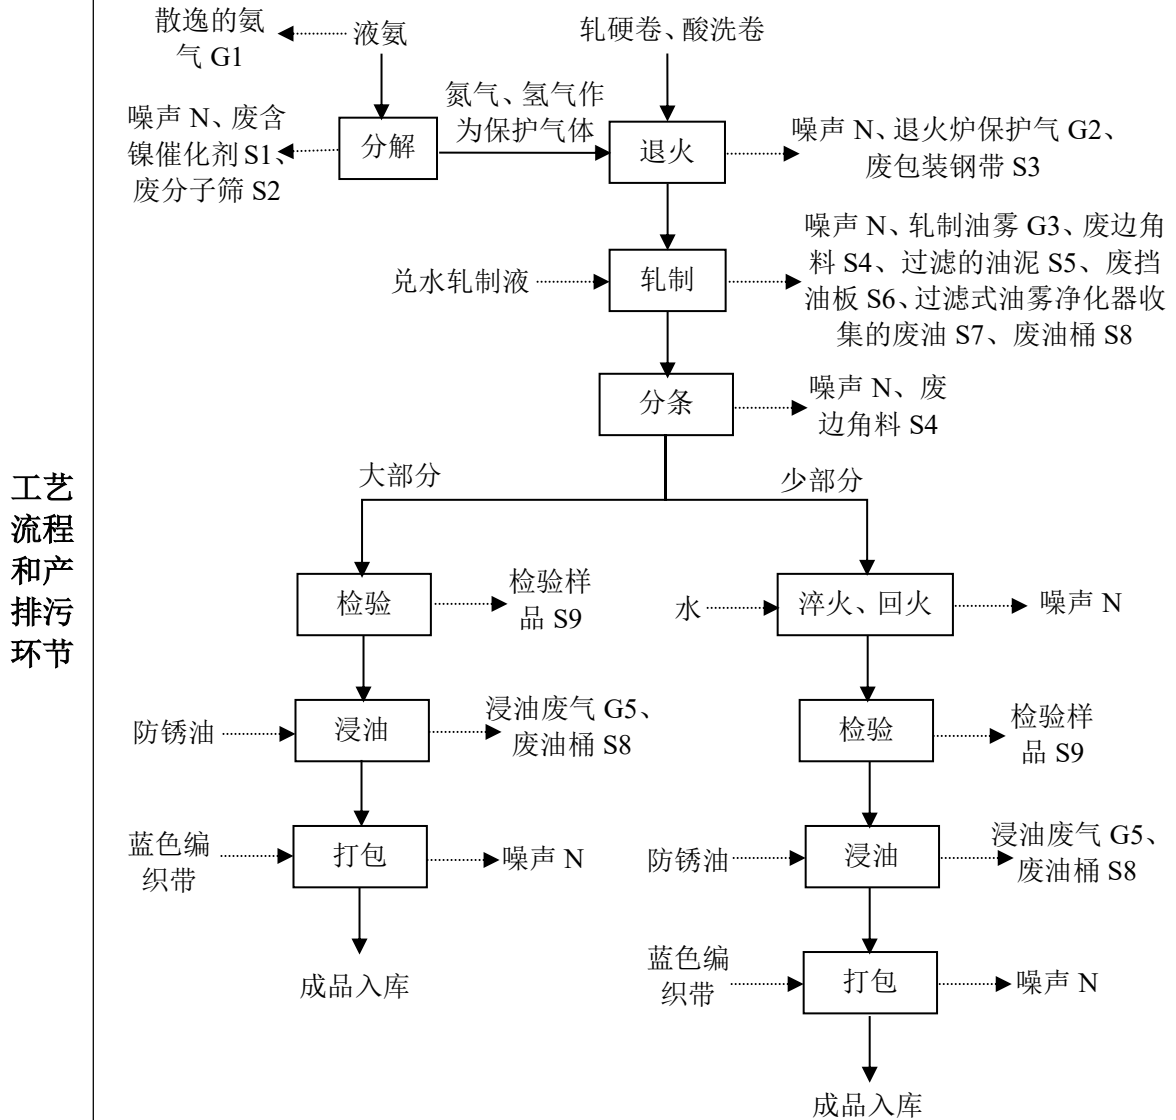 工艺
流程
和产
排污
环节
散逸的氨
气 G1
液氨
轧硬卷、酸洗卷
噪声 N、废含
镍催化剂 S1、
废分子筛 S2
分解
氮气、氢气作
为保护气体
退火
噪声 N、退火炉保护气 G2、
废包装钢带 S3
兑水轧制液
轧制
噪声 N、轧制油雾 G3、废边角
料 S4、过滤的油泥 S5、废挡
油板 S6、过滤式油雾净化器收
集的废油 S7、废油桶 S8
分条
噪声 N、废
边角料 S4
大部分
少部分
检验
检验样
品 S9
水
淬火、回火
噪声 N
防锈油
浸油
浸油废气 G5、
废油桶 S8
检验
检验样
品 S9
蓝色编
织带
打包
噪声 N
防锈油
浸油
浸油废气 G5、
废油桶 S8
成品入库
蓝色编
织带
打包
噪声 N
成品入库